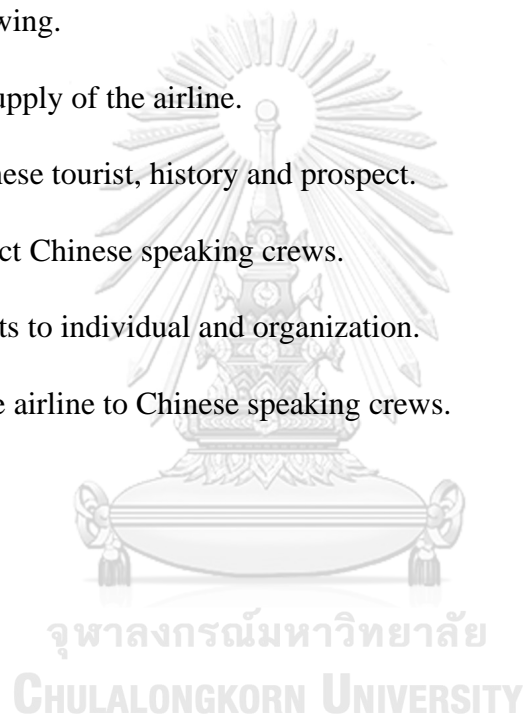 wing.
upply of the airline.
nese tourist, history and prospect.
ct Chinese speaking crews.
ts to individual and organization.
e airline to Chinese speaking crews.
จุฬาลงกรณ์มหาวิทยาลัย
CHULALONGKORN UNIVERSITY